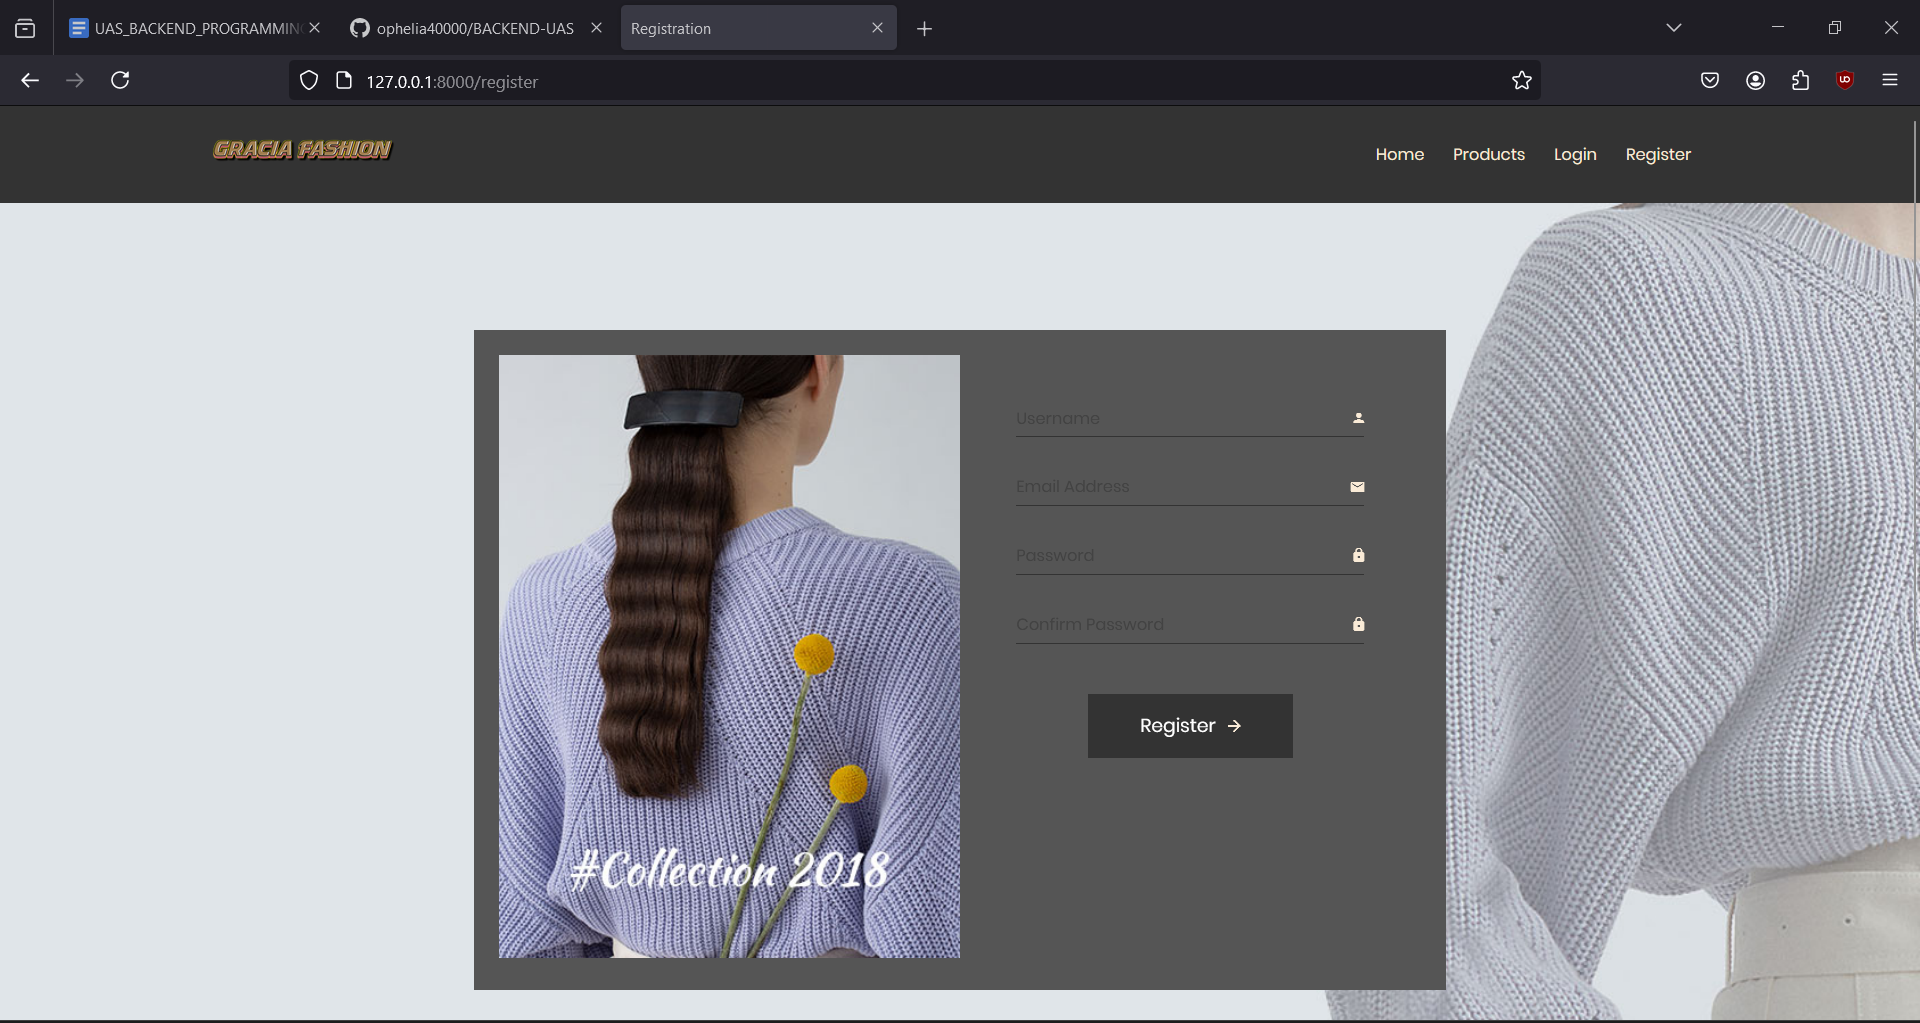 UAS_BACKEND_PROGRAMMIN
ophelia40000/BACKEND-UAS
Registration
127.0.0.1:8000/register
GRACIA FASHION
Home
Products
Login
Register
Username
Email Address
Password
Confirm Password
Register
#Collection 2018